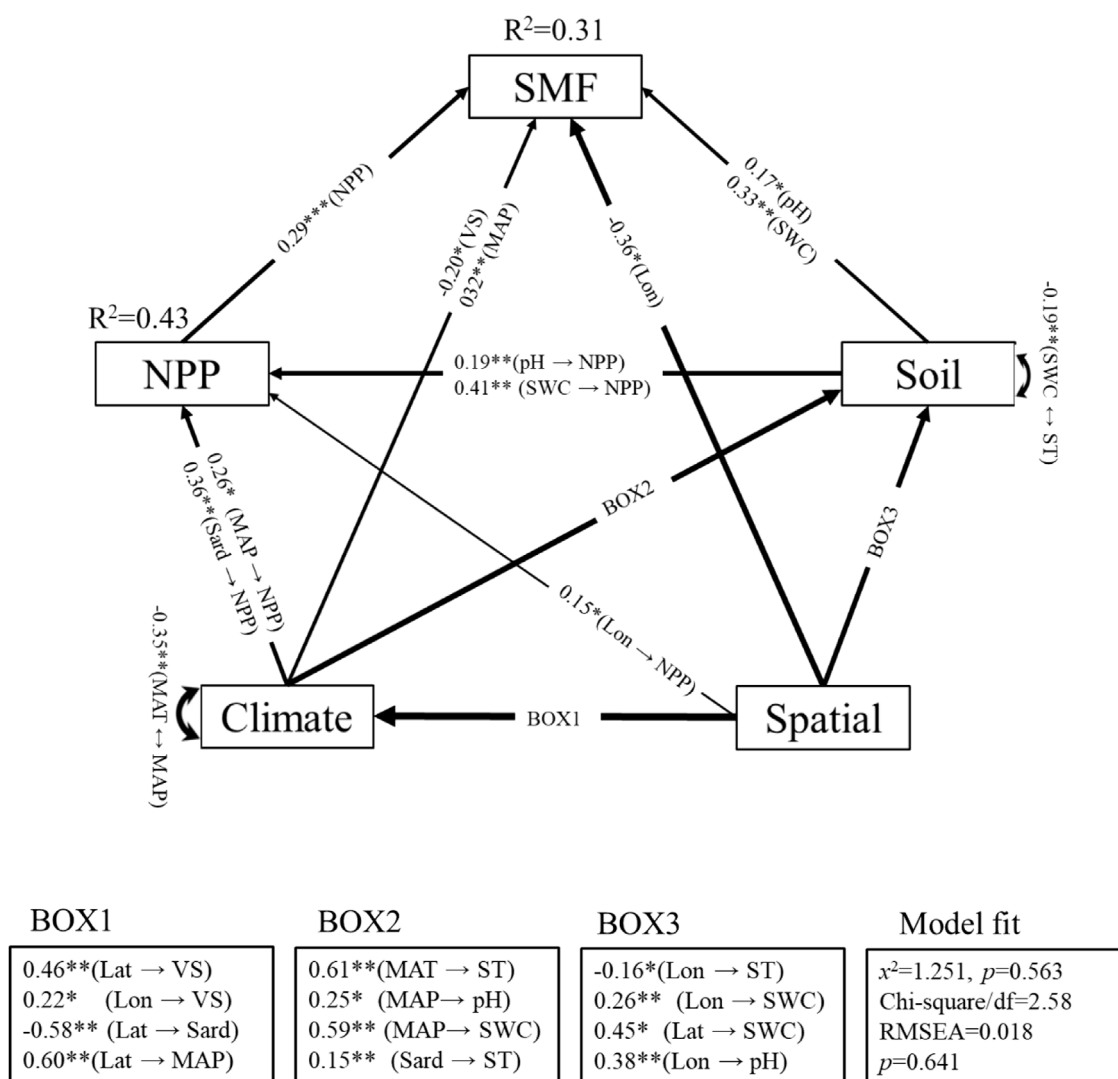 R²=0.31
SMF
0.29***(NPP)
-0.20*(VS)
032**(MAP)
-0.36*(Lon)
0.17*(pH)
0.33**(SWC)
R²=0.43
NPP
0.19**(pH → NPP)
0.41** (SWC → NPP)
Soil
-0.19**(SWC ↔ ST)
0.26* (MAP → NPP)
0.36**(Sard → NPP)
BOX2
BOX3
0.15*(Lon → NPP)
-0.35**(MAT ↔ MAP)
Climate
BOX1
Spatial
BOX1
0.46**(Lat → VS)
0.22* (Lon → VS)
-0.58** (Lat → Sard)
0.60**(Lat → MAP)
BOX2
0.61**(MAT → ST)
0.25* (MAP→ pH)
0.59** (MAP→ SWC)
0.15** (Sard → ST)
BOX3
-0.16*(Lon → ST)
0.26** (Lon → SWC)
0.45* (Lat → SWC)
0.38**(Lon → pH)
Model fit
x²=1.251, p=0.563
Chi-square/df=2.58
RMSEA=0.018
p=0.641